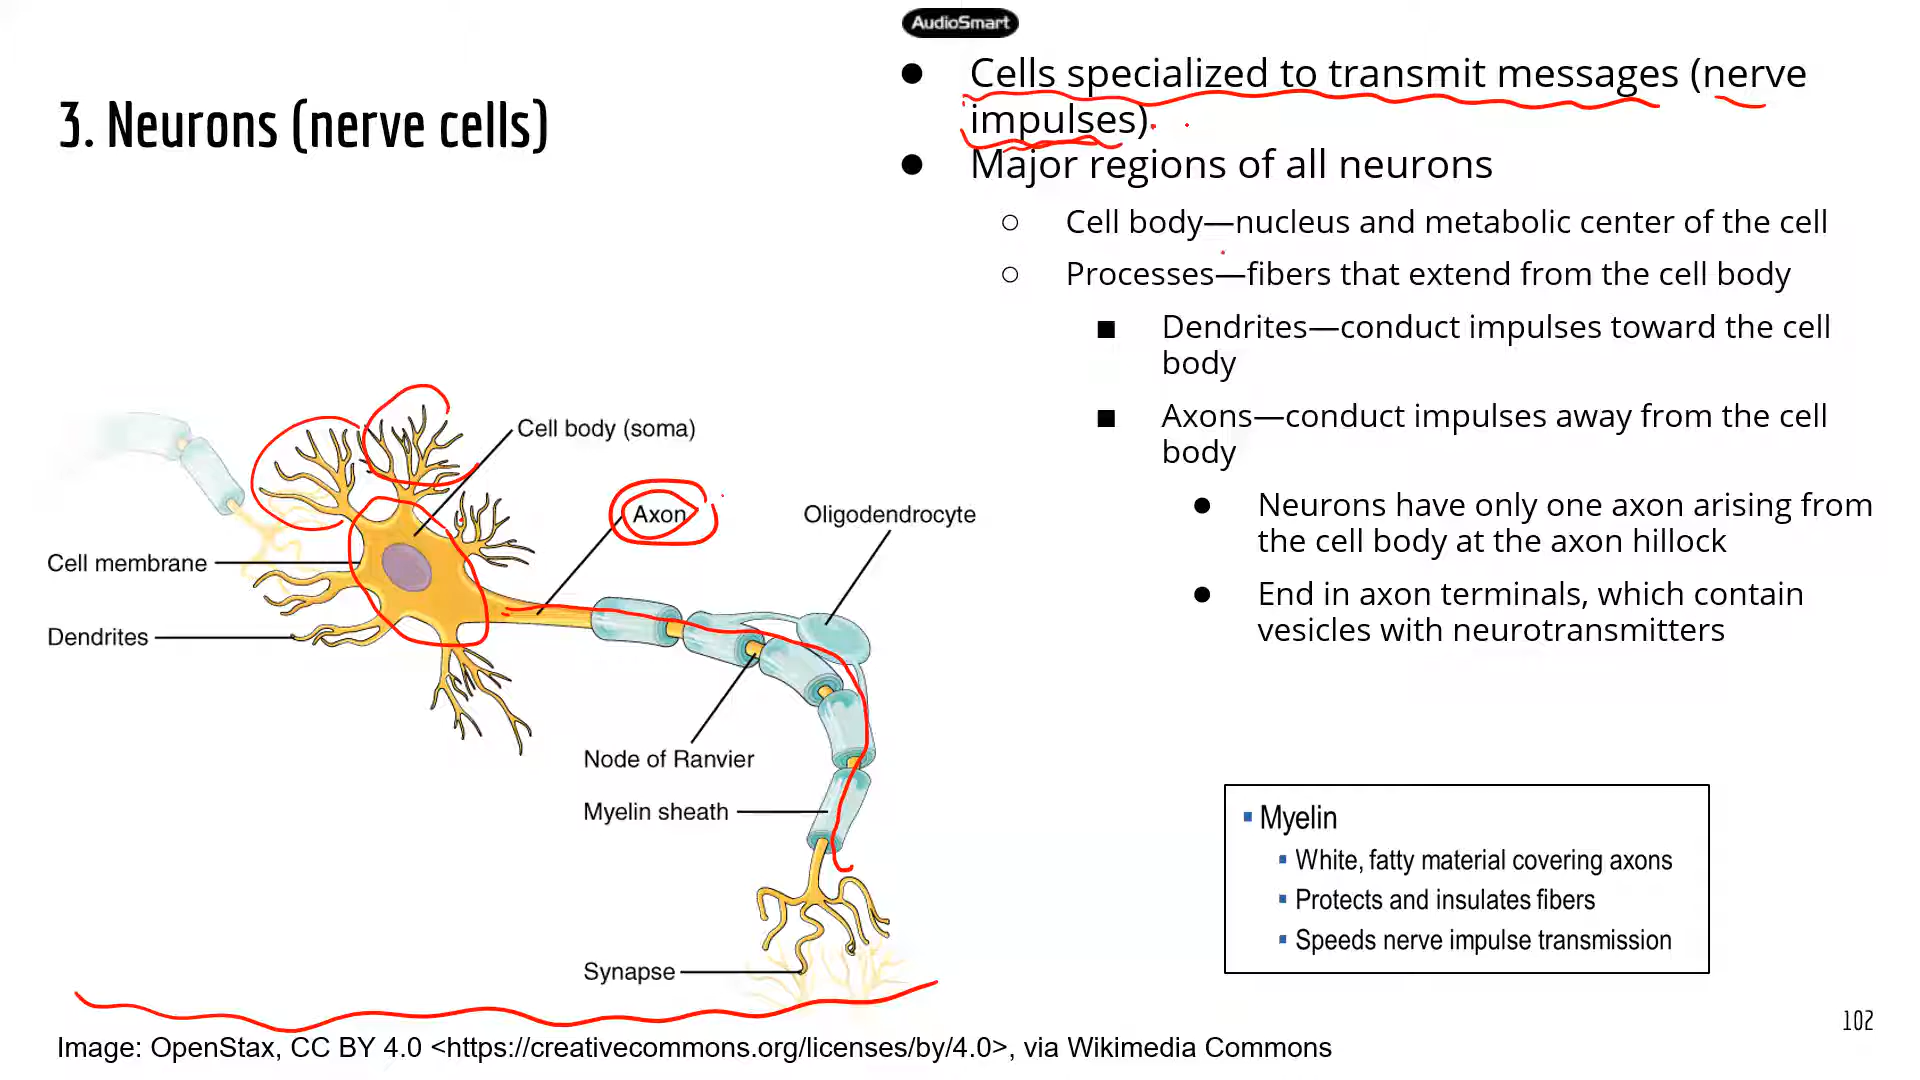 AudioSmart
3. Neurons (nerve cells)
● Cells specialized to transmit messages (nerve
impulses)
● Major regions of all neurons
○ Cell body—nucleus and metabolic center of the cell
○ Processes—fibers that extend from the cell body
■ Dendrites—conduct impulses toward the cell
body
■ Axons—conduct impulses away from the cell
body
● Neurons have only one axon arising from
the cell body at the axon hillock
● End in axon terminals, which contain
vesicles with neurotransmitters
Cell body (soma)
Axon
Oligodendrocyte
Cell membrane
Dendrites
Node of Ranvier
Myelin sheath
Synapse
▪ Myelin
▪ White, fatty material covering axons
▪ Protects and insulates fibers
▪ Speeds nerve impulse transmission
102
Image: OpenStax, CC BY 4.0 <https://creativecommons.org/licenses/by/4.0>, via Wikimedia Commons